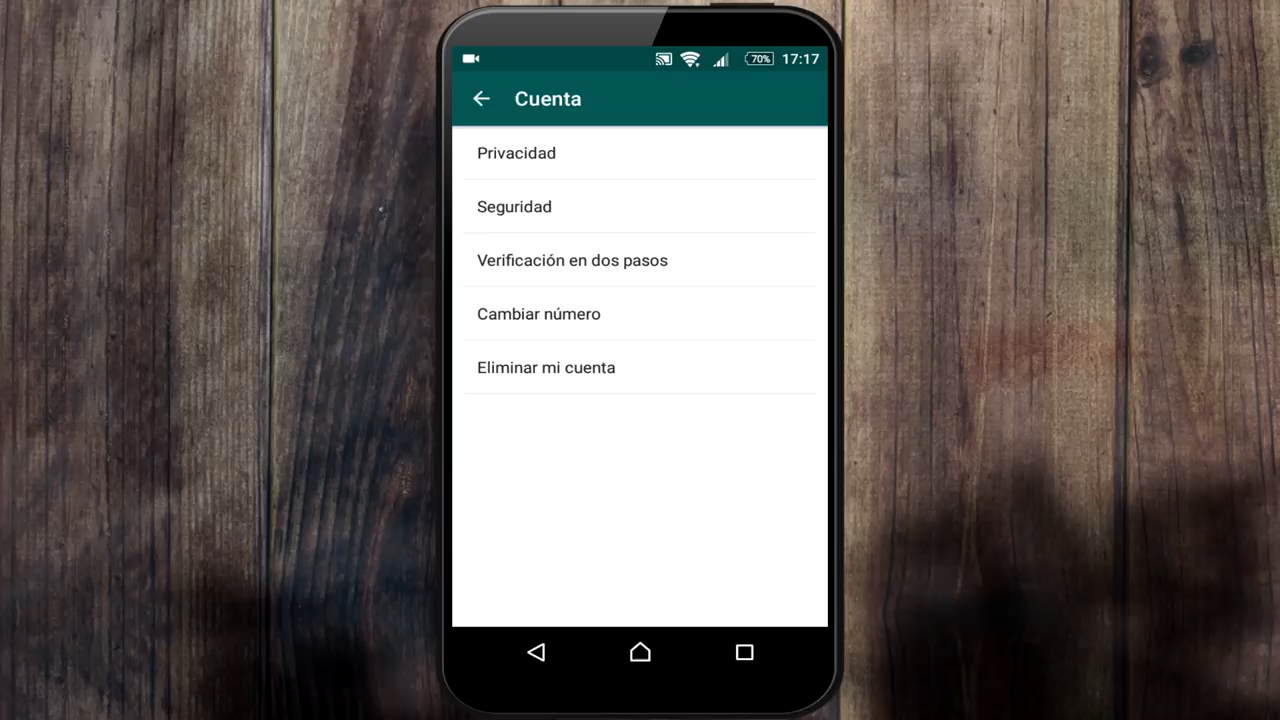 70% 17:17
Cuenta
Privacidad
Seguridad
Verificación en dos pasos
Cambiar número
Eliminar mi cuenta